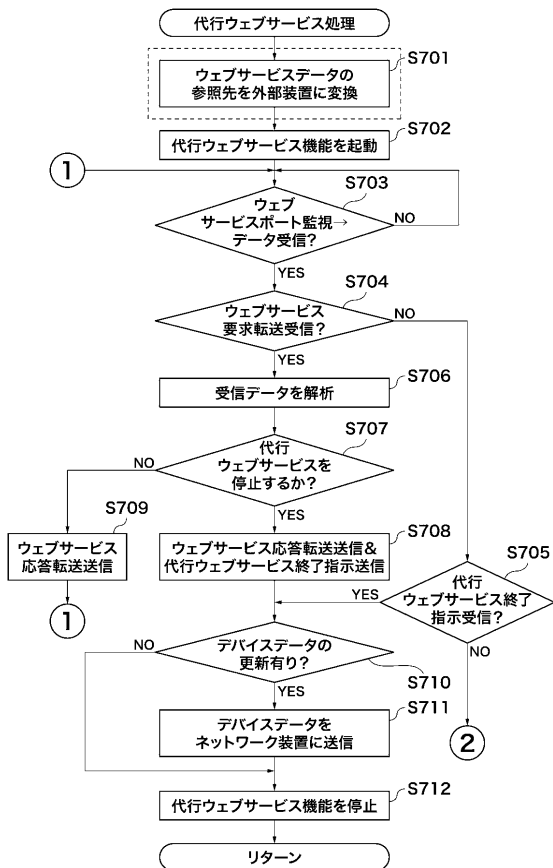 代行ウェブサービス処理
S701
ウェブサービスデータの
参照先を外部装置に変換
S702
代行ウェブサービス機能を起動
1
S703
ウェブ
サービスポート監視→
データ受信?
NO
YES
S704
ウェブサービス
要求転送受信?
NO
YES
S706
受信データを解析
S707
代行
ウェブサービスを
停止するか?
NO
YES
S709
ウェブサービス
応答転送送信
1
S708
ウェブサービス応答転送送信&
代行ウェブサービス終了指示送信
S705
代行
ウェブサービス終了
指示受信?
YES
NO
2
デバイスデータの
更新有り?
S710
NO
YES
S711
デバイスデータを
ネットワーク装置に送信
S712
代行ウェブサービス機能を停止
リターン